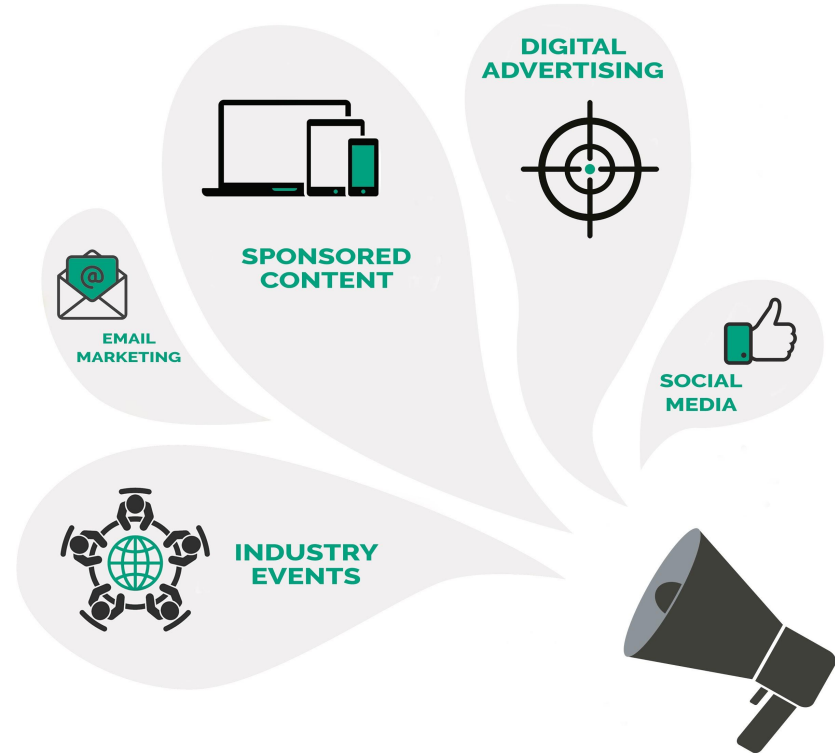 DIGITAL
ADVERTISING
SPONSORED
CONTENT
@
EMAIL
MARKETING
SOCIAL
MEDIA
INDUSTRY
EVENTS